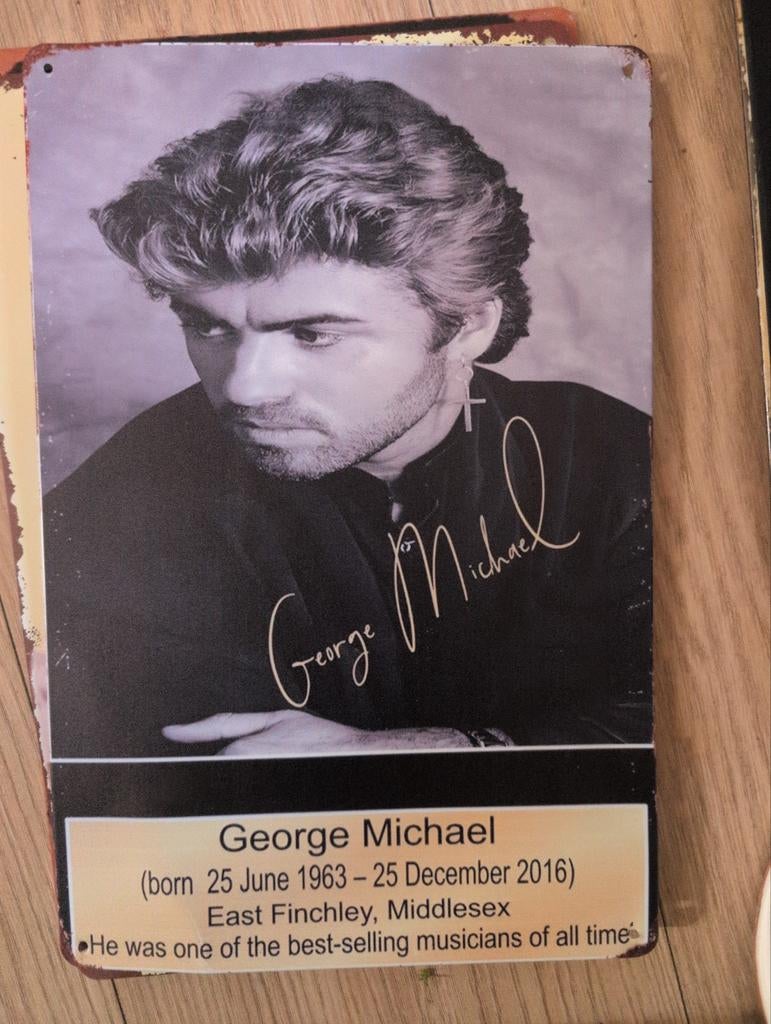 George Michael
George Michael
(born 25 June 1963 – 25 December 2016)
East Finchley, Middlesex
'He was one of the best-selling musicians of all time'